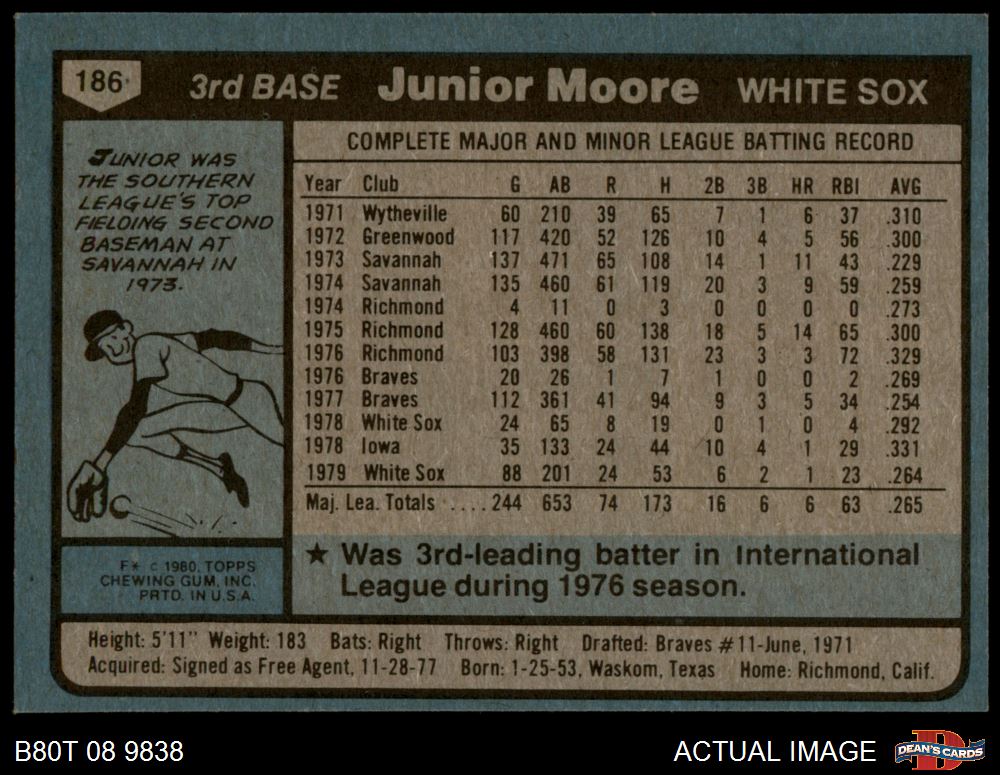 186
3rd BASE Junior Moore WHITE SOX
JUNIOR WAS
THE SOUTHERN
LEAGUE'S TOP
FIELDING SECOND
BASEMAN AT
SAVANNAH IN
1973.
COMPLETE MAJOR AND MINOR LEAGUE BATTING RECORD
Year Club G AB R H 2B 3B HR RBI AVG
1971 Wytheville 60 210 39 65 7 1 6 37 .310
1972 Greenwood 117 420 52 126 10 4 5 56 .300
1973 Savannah 137 471 65 108 14 1 11 43 .229
1974 Savannah 135 460 61 119 20 3 9 59 .259
1974 Richmond 4 11 0 3 0 0 0 0 .273
1975 Richmond 128 460 60 138 18 5 14 65 .300
1976 Richmond 103 398 58 131 23 3 3 72 .329
1976 Braves 20 26 1 7 1 0 0 2 .269
1977 Braves 112 361 41 94 9 3 5 34 .254
1978 White Sox 24 65 8 19 0 1 0 4 .292
1978 Iowa 35 133 24 44 10 4 1 29 .331
1979 White Sox 88 201 24 53 6 2 1 23 .264
Maj. Lea. Totals ....244 653 74 173 16 6 6 63 .265
★ Was 3rd-leading batter in International
League during 1976 season.
F* c 1980, TOPPS
CHEWING GUM, INC.
PRTD. IN U.S.A.
Height: 5'11" Weight: 183 Bats: Right Throws: Right Drafted: Braves #11-June, 1971
Acquired: Signed as Free Agent, 11-28-77 Born: 1-25-53, Waskom, Texas Home: Richmond, Calif.
B80T 08 9838
ACTUAL IMAGE
DEAN'S CARDS